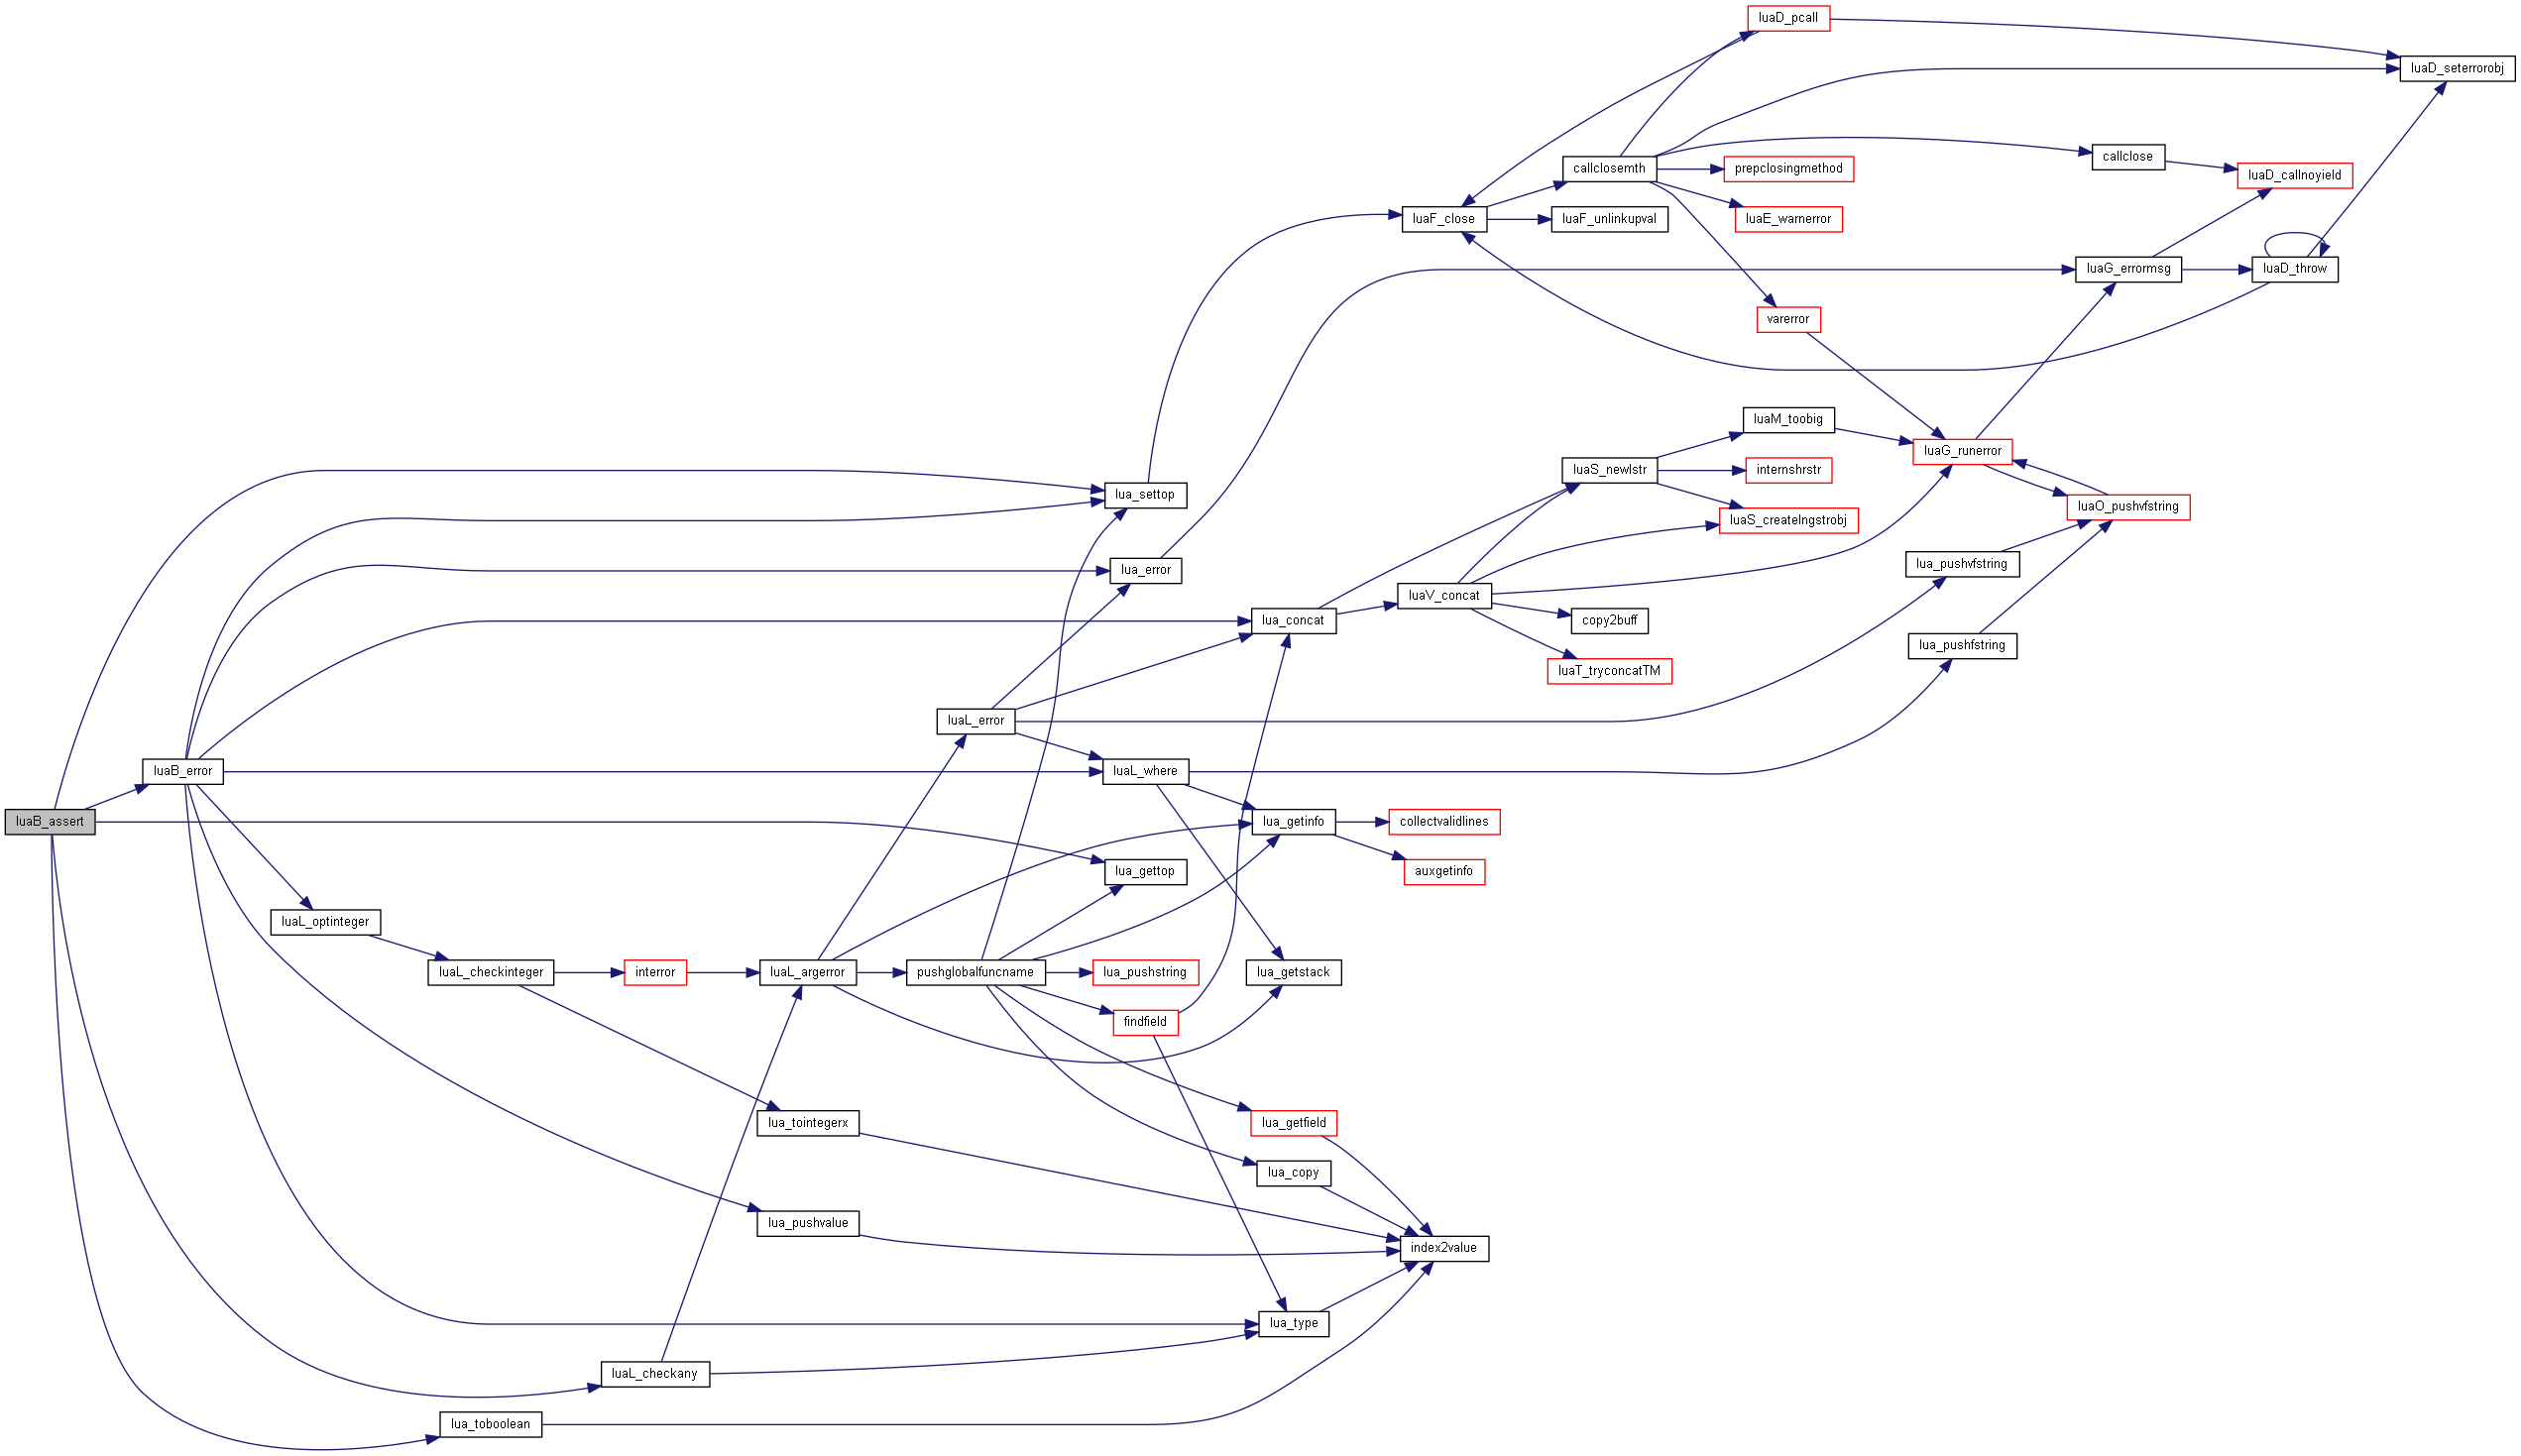 luaD_pcall
luaD_seterrorobj
callclose
callclosemth
prepclosingmethod
luaD_callnoyield
luaF_close
luaF_unlinkupval
luaE_warnerror
luaG_errormsg
luaD_throw
varerror
luaM_toobig
luaG_runerror
luaS_newlstr
internshrstr
lua_settop
luaS_createlngstrobj
luaO_pushvfstring
lua_error
lua_pushvfstring
luaV_concat
lua_concat
copy2buff
lua_pushfstring
luaT_tryconcatTM
luaL_error
luaB_error
luaL_where
luaB_assert
lua_getinfo
collectvalidlines
lua_gettop
auxgetinfo
luaL_optinteger
luaL_checkinteger
interror
luaL_argerror
pushglobalfuncname
lua_pushstring
lua_getstack
findfield
lua_tointegerx
lua_getfield
lua_copy
lua_pushvalue
index2value
lua_type
luaL_checkany
lua_toboolean